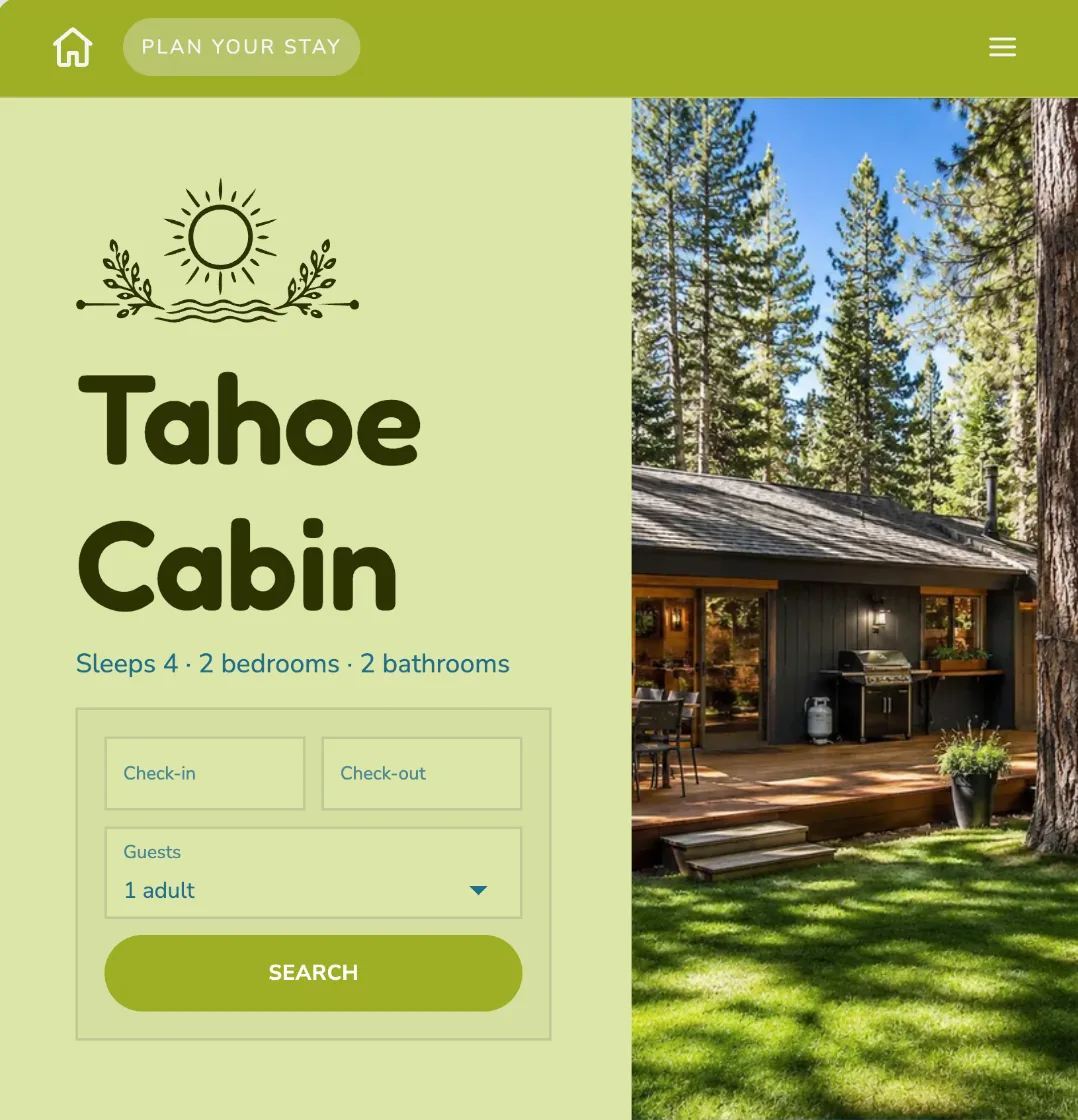 PLAN YOUR STAY
Tahoe
Cabin
Sleeps 4 · 2 bedrooms · 2 bathrooms
Check-in
Check-out
Guests
1 adult
SEARCH